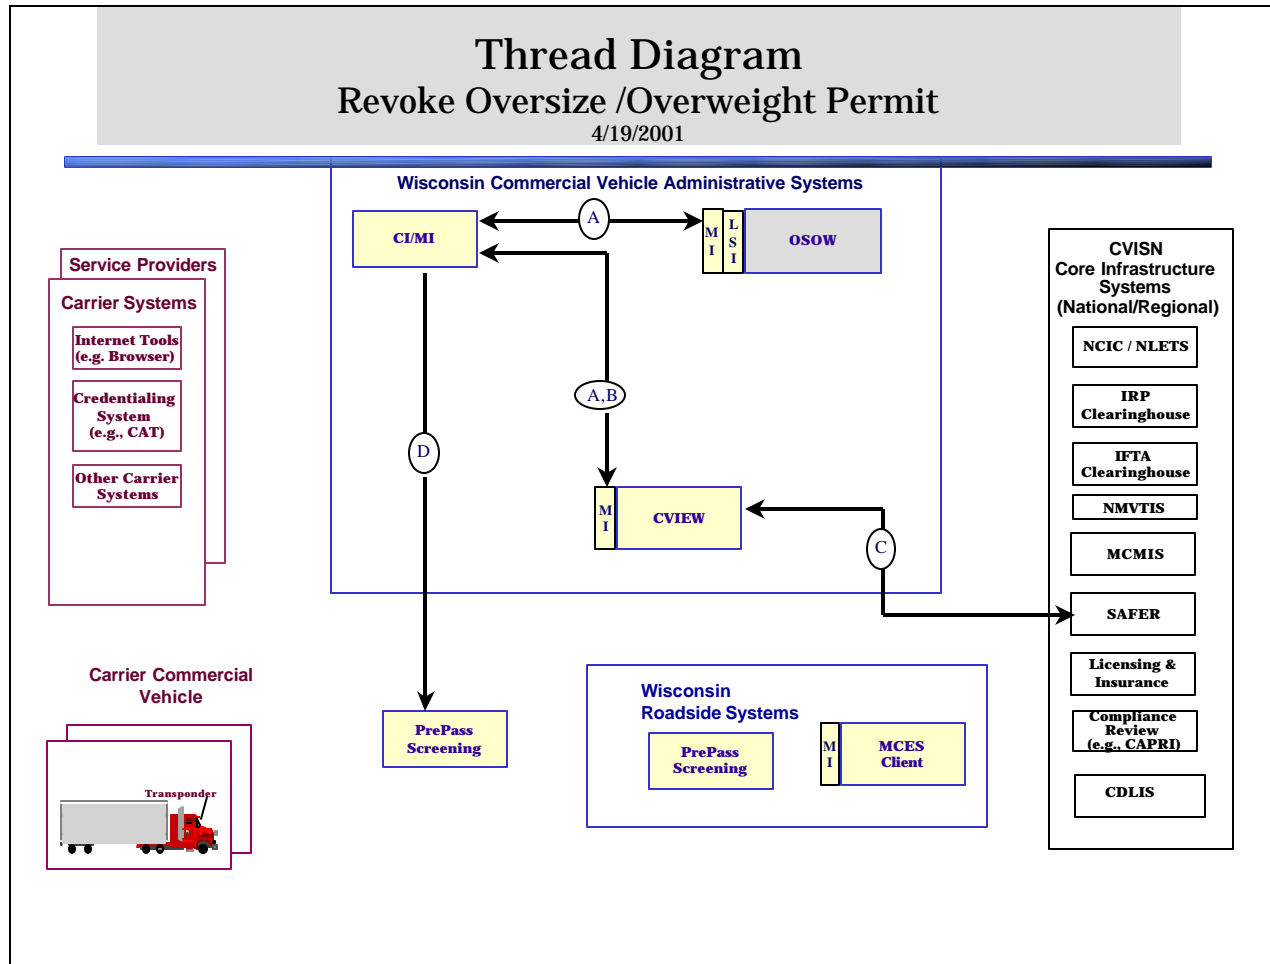 Thread Diagram
Revoke Oversize /Overweight Permit
4/19/2001
Wisconsin Commercial Vehicle Administrative Systems
CI/MI
A
M
I
L
S
I
OSOW
A,B
D
M
I
CVIEW
C
Service Providers
Carrier Systems
Internet Tools
(e.g. Browser)
Credentialing
System
(e.g., CAT)
Other Carrier
Systems
CVISN
Core Infrastructure
Systems
(National/Regional)
NCIC / NLETS
IRP
Clearinghouse
IFTA
Clearinghouse
NMVTIS
MCMIS
SAFER
Licensing &
Insurance
Compliance
Review
(e.g., CAPRI)
CDLIS
Carrier Commercial
Vehicle
Transponder
PrePass
Screening
Wisconsin
Roadside Systems
PrePass
Screening
M
I
MCES
Client